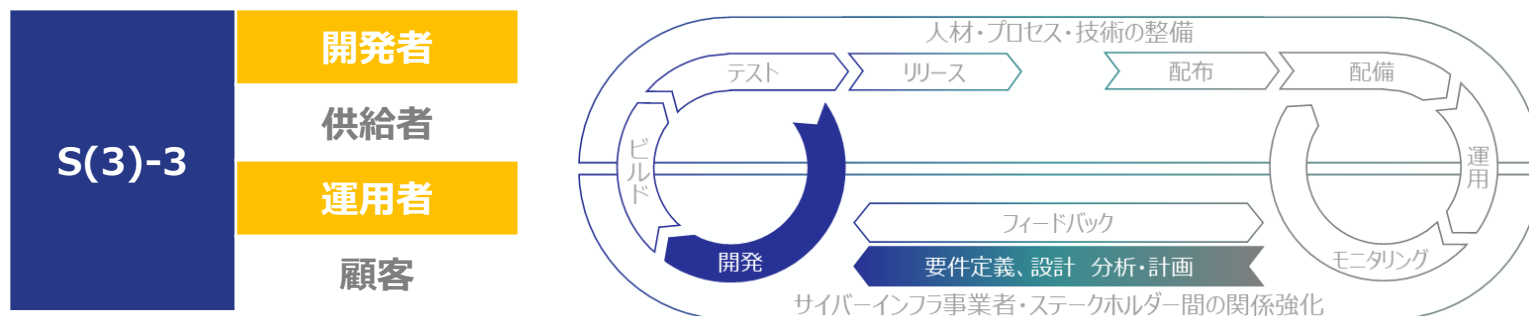 S(3)-3
開発者
供給者
運用者
顧客
人材・プロセス・技術の整備
テスト
リリース
配布
配備
ビルド
運用
フィードバック
開発
要件定義、設計 分析・計画
モニタリング
サイバーインフラ事業者・ステークホルダー間の関係強化